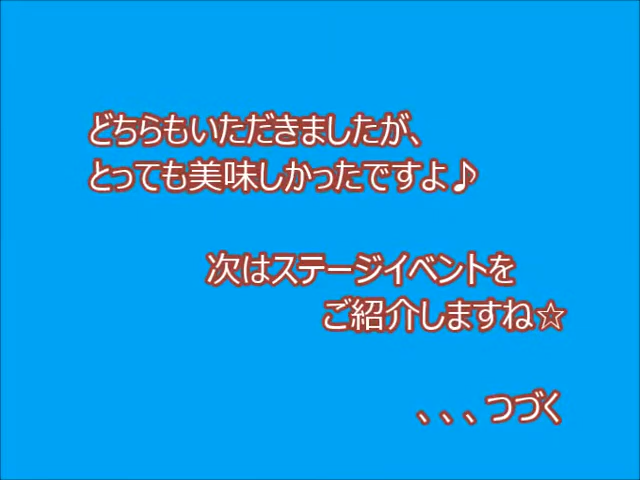 どちらもいただきましたが、
とっても美味しかったですよ♪
次はステージイベントを
ご紹介しますね☆
、、、つづく